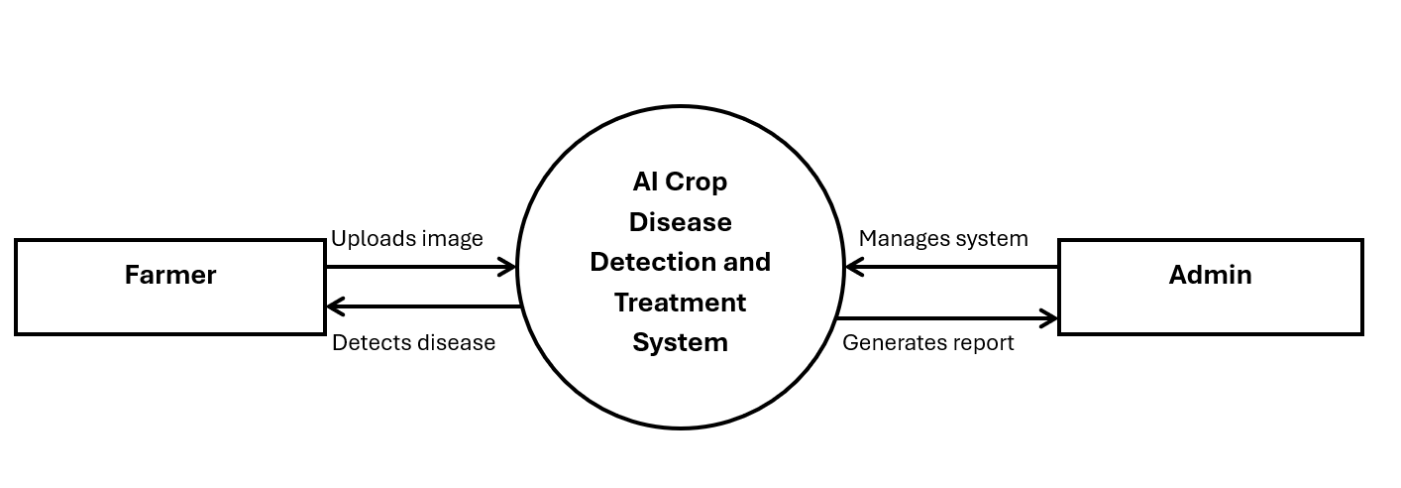 AI Crop
Disease
Detection and
Treatment
System
Farmer
Uploads image
Detects disease
Manages system
Generates report
Admin